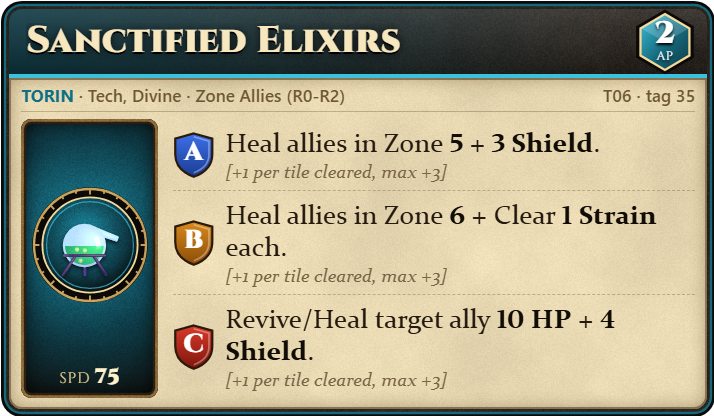 Sanctified Elixirs
2
AP
TORIN · Tech, Divine · Zone Allies (R0-R2)
T06 · tag 35
A
Heal allies in Zone 5 + 3 Shield.
[+1 per tile cleared, max +3]
B
Heal allies in Zone 6 + Clear 1 Strain
each.
[+1 per tile cleared, max +3]
C
Revive/Heal target ally 10 HP + 4
Shield.
[+1 per tile cleared, max +3]
SPD 75